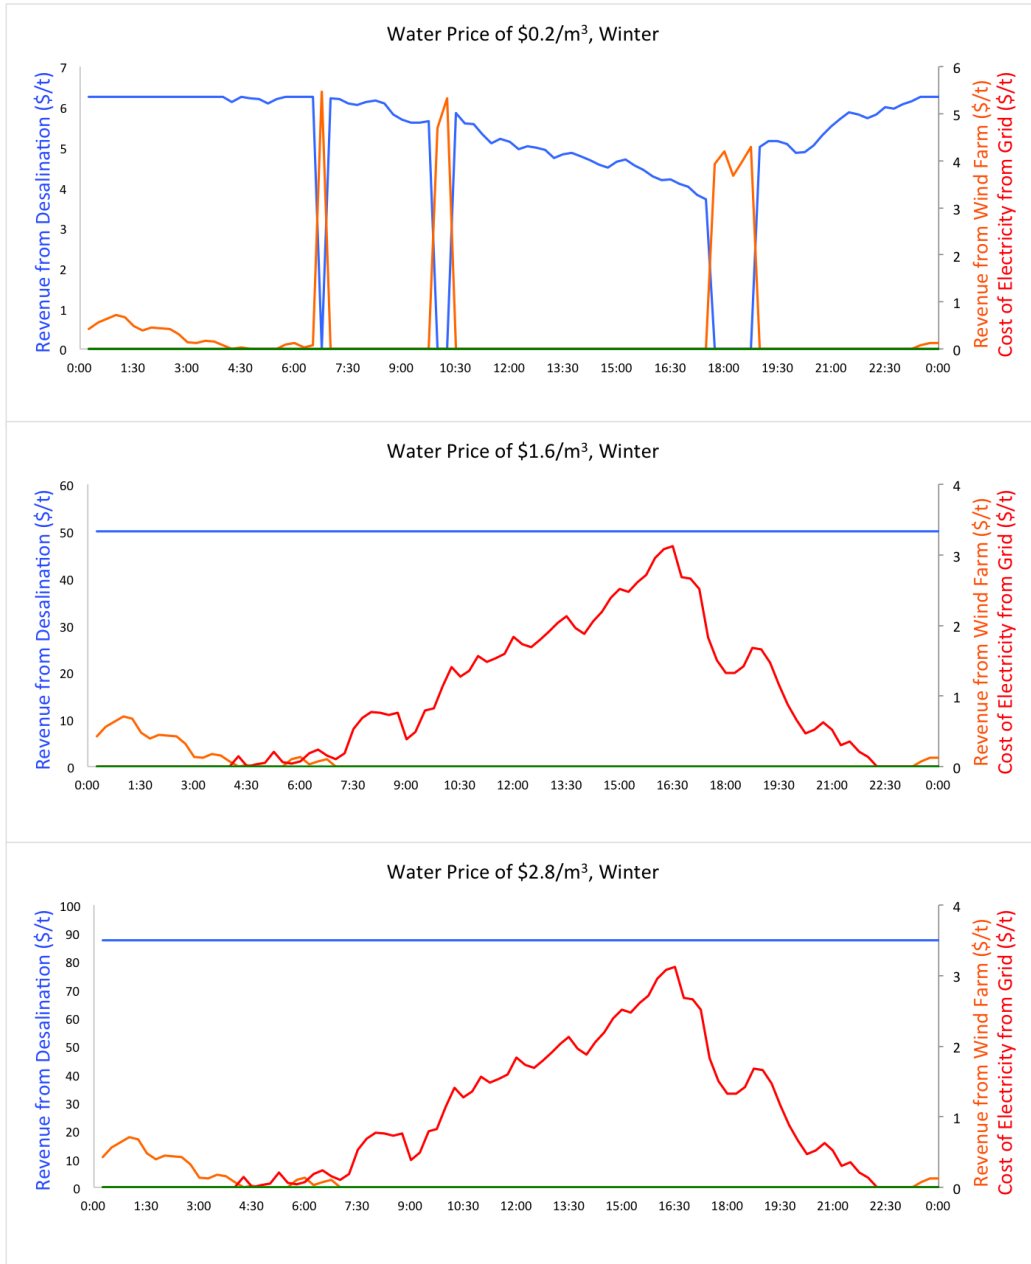 Water Price of $0.2/m³, Winter
Revenue from Desalination ($/t)
7
6
5
4
3
2
1
0
6
5
4
3
2
1
0
Revenue from Wind Farm ($/t)
Cost of Electricity from Grid ($/t)
0:00 1:30 3:00 4:30 6:00 7:30 9:00 10:30 12:00 13:30 15:00 16:30 18:00 19:30 21:00 22:30 0:00
Water Price of $1.6/m³, Winter
Revenue from Desalination ($/t)
60
50
40
30
20
10
0
4
3
2
1
0
Revenue from Wind Farm ($/t)
Cost of Electricity from Grid ($/t)
0:00 1:30 3:00 4:30 6:00 7:30 9:00 10:30 12:00 13:30 15:00 16:30 18:00 19:30 21:00 22:30 0:00
Water Price of $2.8/m³, Winter
Revenue from Desalination ($/t)
100
90
80
70
60
50
40
30
20
10
0
4
3
2
1
0
Revenue from Wind Farm ($/t)
Cost of Electricity from Grid ($/t)
0:00 1:30 3:00 4:30 6:00 7:30 9:00 10:30 12:00 13:30 15:00 16:30 18:00 19:30 21:00 22:30 0:00